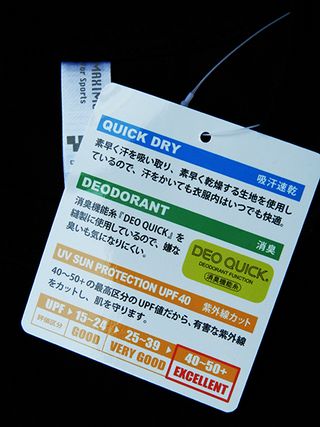 MAXIM
for Sports
QUICK DRY 吸汗速乾
素早く汗を吸い取り、素早く乾燥する生地を使用し
ているので、汗をかいても衣服内はいつでも快適。
DEODORANT 消臭
消臭機能糸『DEO QUICK』を
縫製に使用しているので、嫌な
臭いも気になりにくい。
DEO QUICK.
DEODORANT FUNCTION
消臭機能糸
UV SUN PROTECTION UPF40 紫外線カット
40〜50+の最高区分のUPF値だから、有害な紫外線
をカットし、肌を守ります。
UPF 15-24 25-39 40-50+
評価区分 GOOD VERY GOOD EXCELLENT